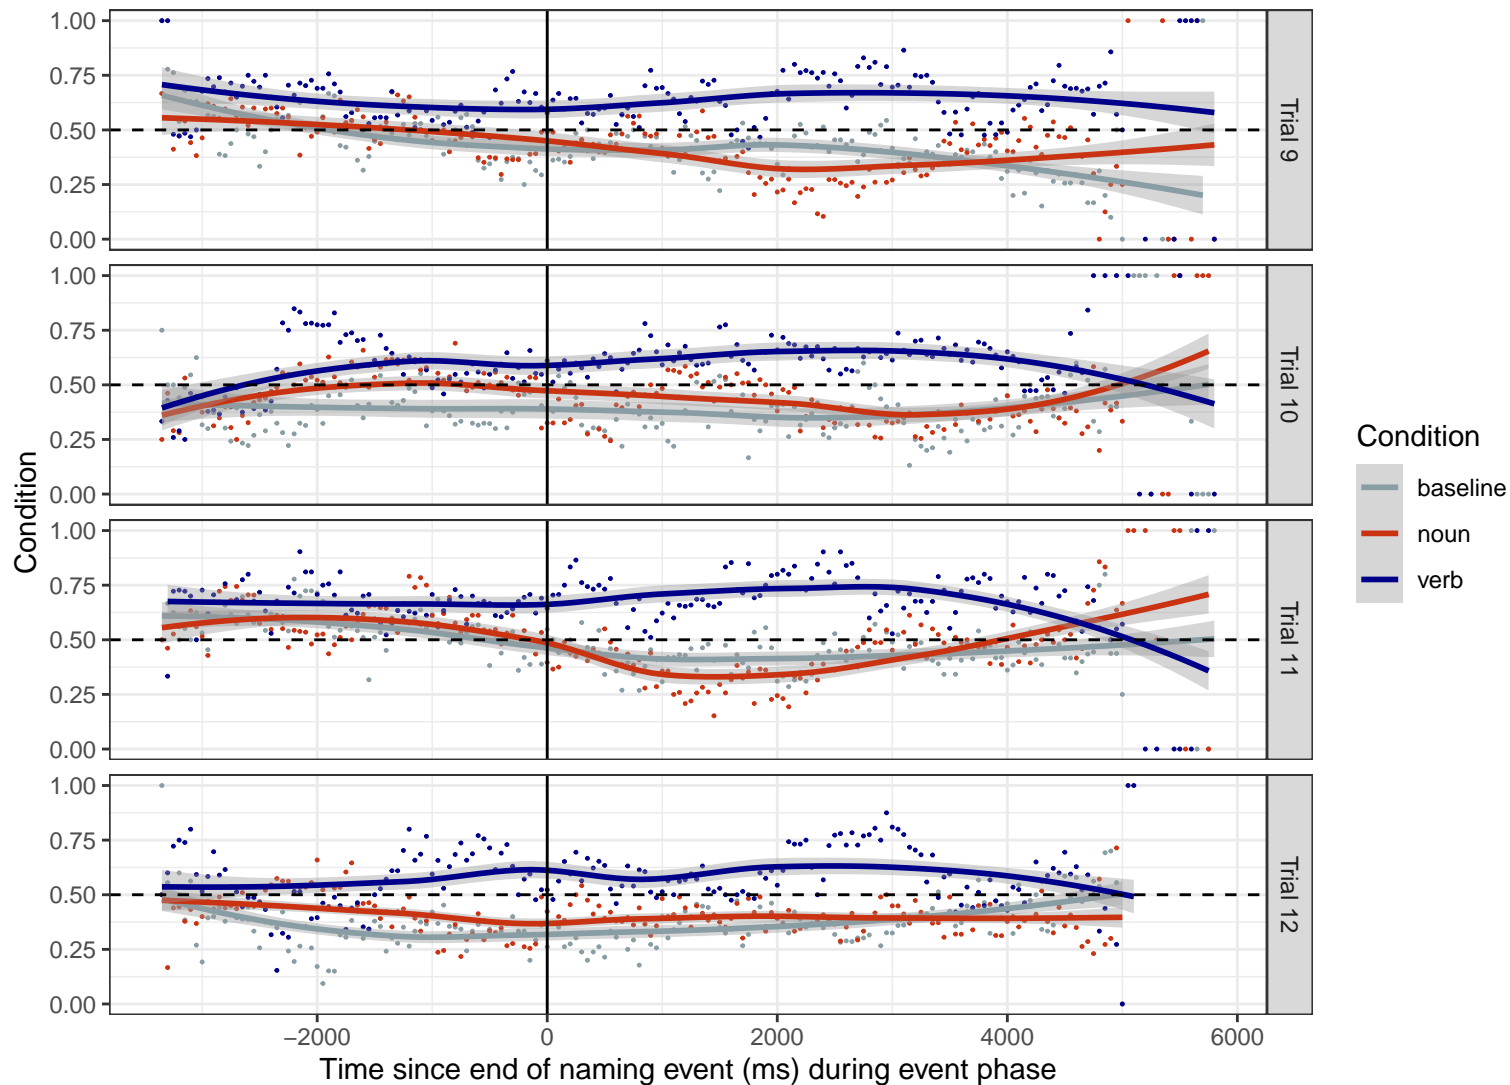 1.00
0.75
0.50
0.25
0.00
Trial 9
1.00
0.75
0.50
0.25
0.00
Trial 10
1.00
0.75
0.50
0.25
0.00
Trial 11
1.00
0.75
0.50
0.25
0.00
Trial 12
Condition
−2000
0
2000
4000
6000
Time since end of naming event (ms) during event phase
Condition
baseline
noun
verb